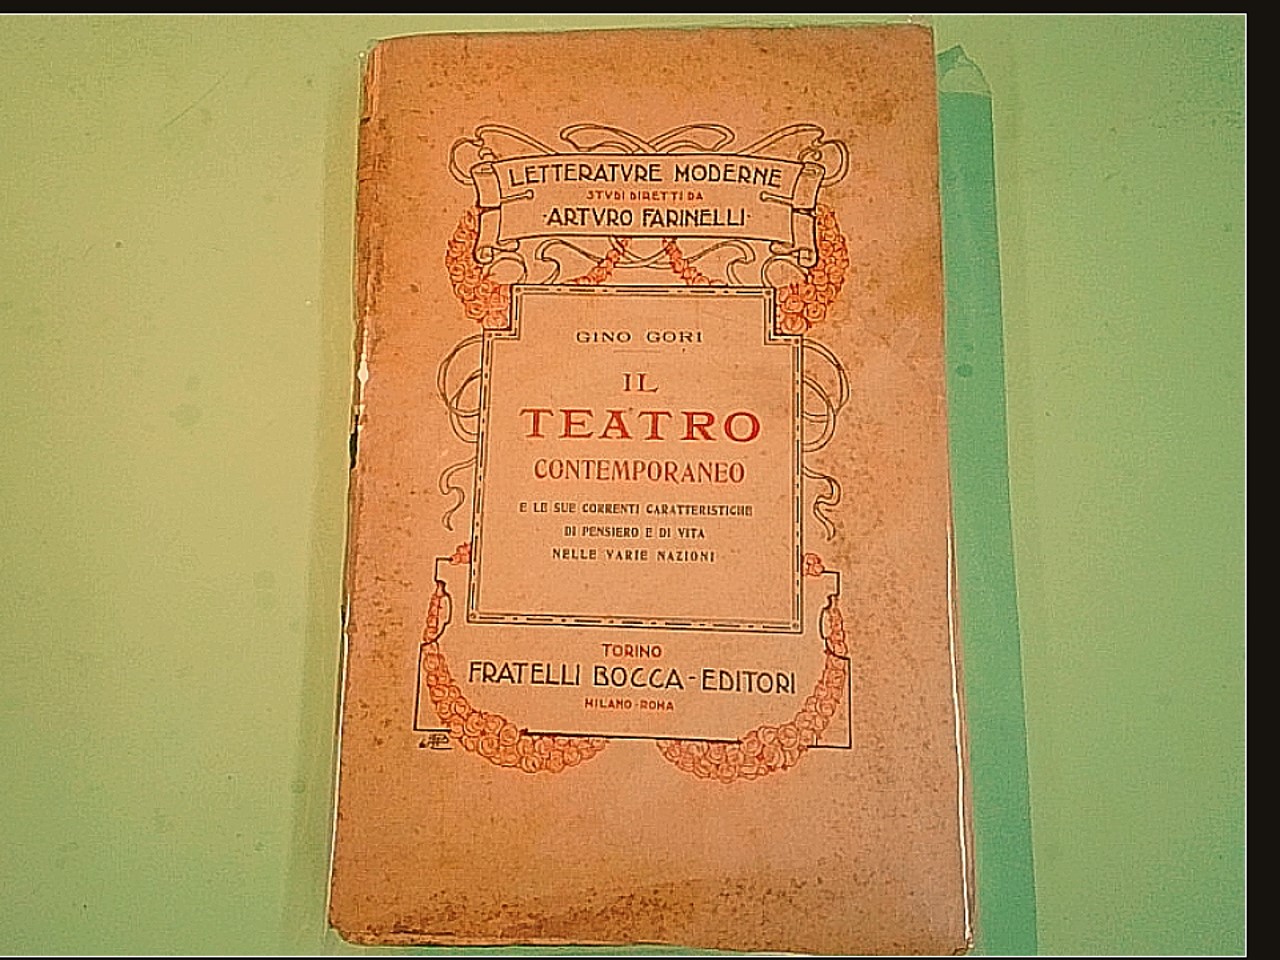 LETTERATVRE MODERNE
STVDI DIRETTI DA
·ARTVRO FARINELLI·
GINO GORI
IL
TEATRO
CONTEMPORANEO
E LE SUE CORRENTI CARATTERISTICHE
DI PENSIERO E DI VITA
NELLE VARIE NAZIONI
TORINO
FRATELLI BOCCA-EDITORI
MILANO-ROMA